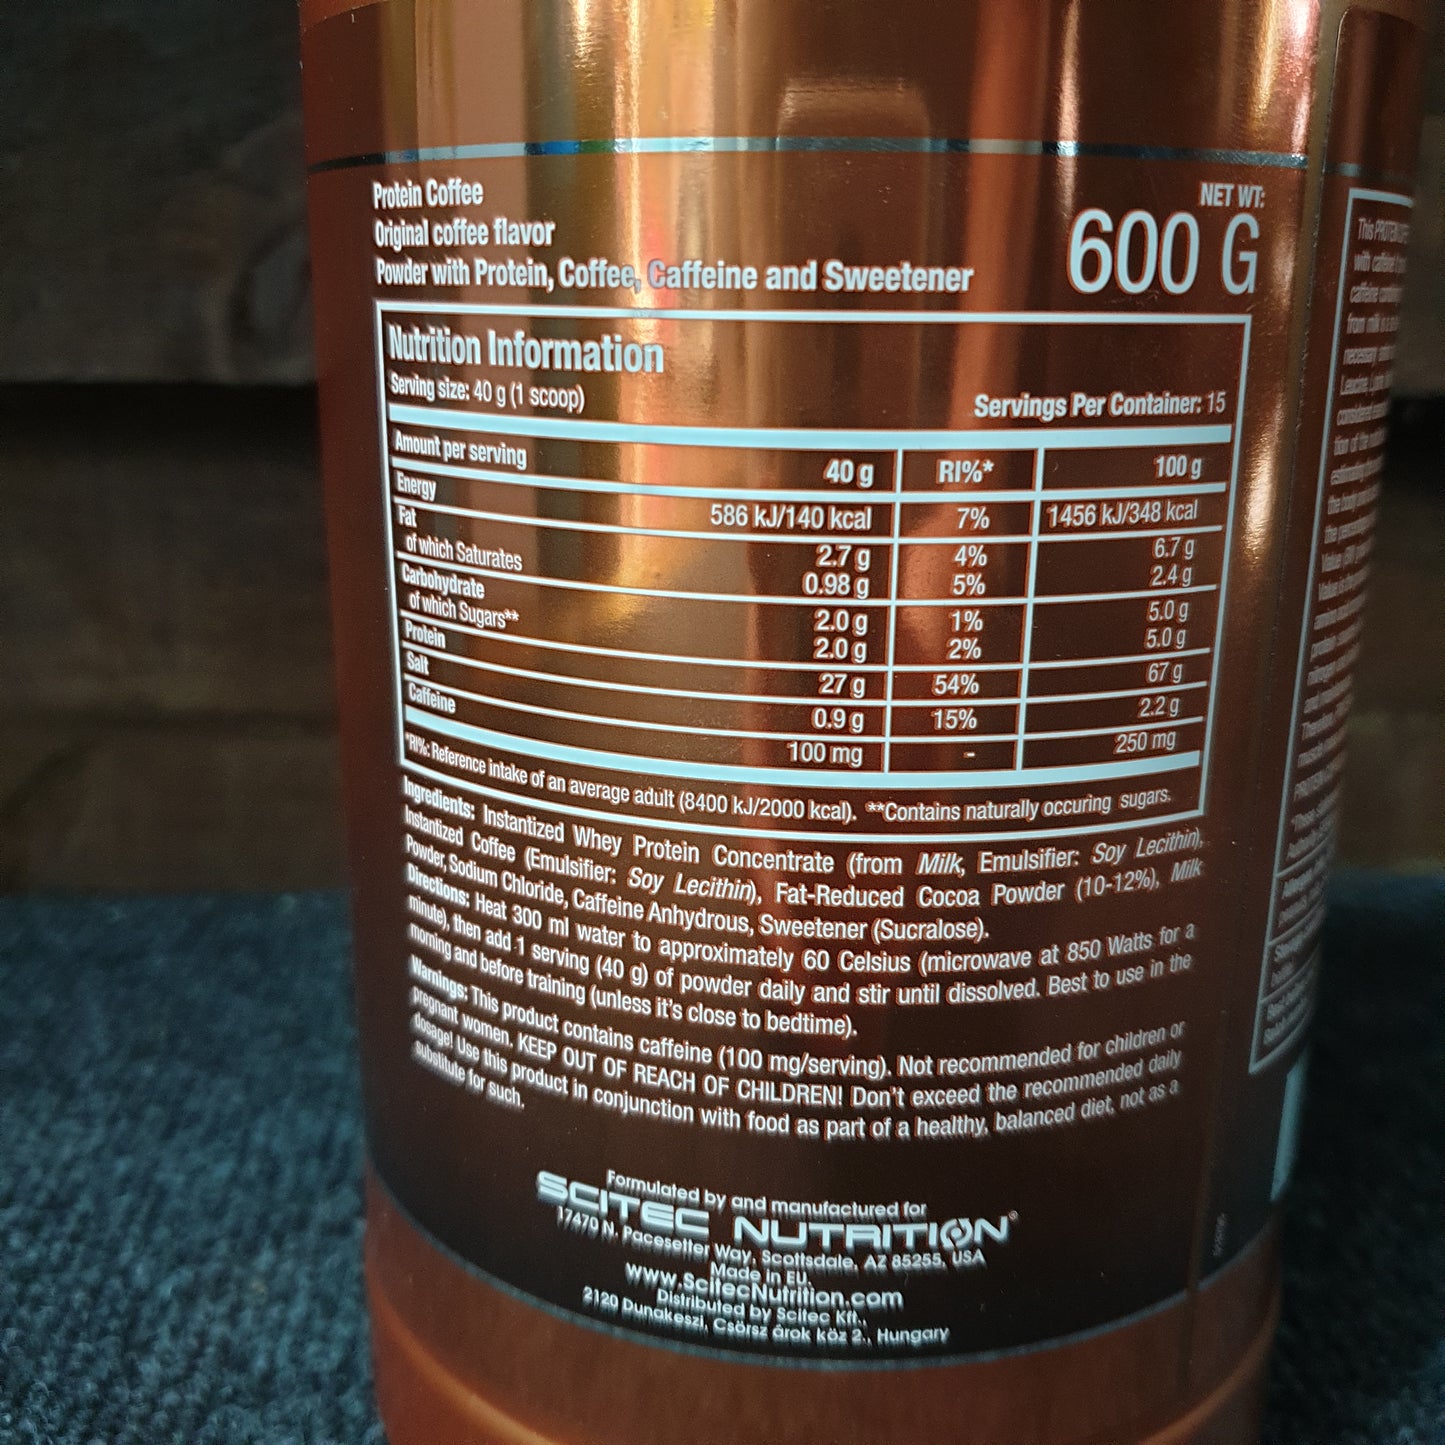 Protein Coffee
Original coffee flavor
Powder with Protein, Coffee, Caffeine and Sweetener
NET WT:
600 G
Nutrition Information
Serving size: 40 g (1 scoop)
Servings Per Container: 15
Amount per serving 40 g RI%* 100 g
Energy 586 kJ/140 kcal 7% 1456 kJ/348 kcal
Fat 2.7 g 4% 6.7 g
of which Saturates 0.98 g 5% 2.4 g
Carbohydrate 2.0 g 1% 5.0 g
of which Sugars** 2.0 g 2% 5.0 g
Protein 27 g 54% 67 g
Salt 0.9 g 15% 2.2 g
Caffeine 100 mg - 250 mg
*RI%: Reference intake of an average adult (8400 kJ/2000 kcal). **Contains naturally occuring sugars.
Ingredients: Instantized Whey Protein Concentrate (from Milk, Emulsifier: Soy Lecithin),
Instantized Coffee (Emulsifier: Soy Lecithin), Fat-Reduced Cocoa Powder (10-12%), Milk
Powder, Sodium Chloride, Caffeine Anhydrous, Sweetener (Sucralose).
Directions: Heat 300 ml water to approximately 60 Celsius (microwave at 850 Watts for a
minute), then add 1 serving (40 g) of powder daily and stir until dissolved. Best to use in the
morning and before training (unless it's close to bedtime).
Warnings: This product contains caffeine (100 mg/serving). Not recommended for children or
pregnant women. KEEP OUT OF REACH OF CHILDREN! Don't exceed the recommended daily
dosage! Use this product in conjunction with food as part of a healthy, balanced diet, not as a
substitute for such.
Formulated by and manufactured for
SCITEC NUTRITION®
17470 N. Pacesetter Way, Scottsdale, AZ 85255, USA
Made in EU.
www.ScitecNutrition.com
Distributed by Scitec Kft.,
2120 Dunakeszi, Csörsz árok köz 2., Hungary
This
with
from milk
necessary